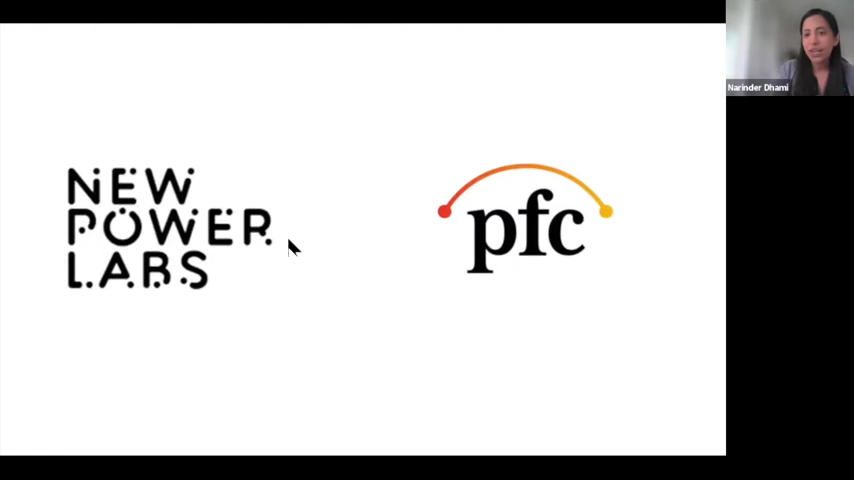 NEW
POWER
LABS
pfc
Narinder Dhami